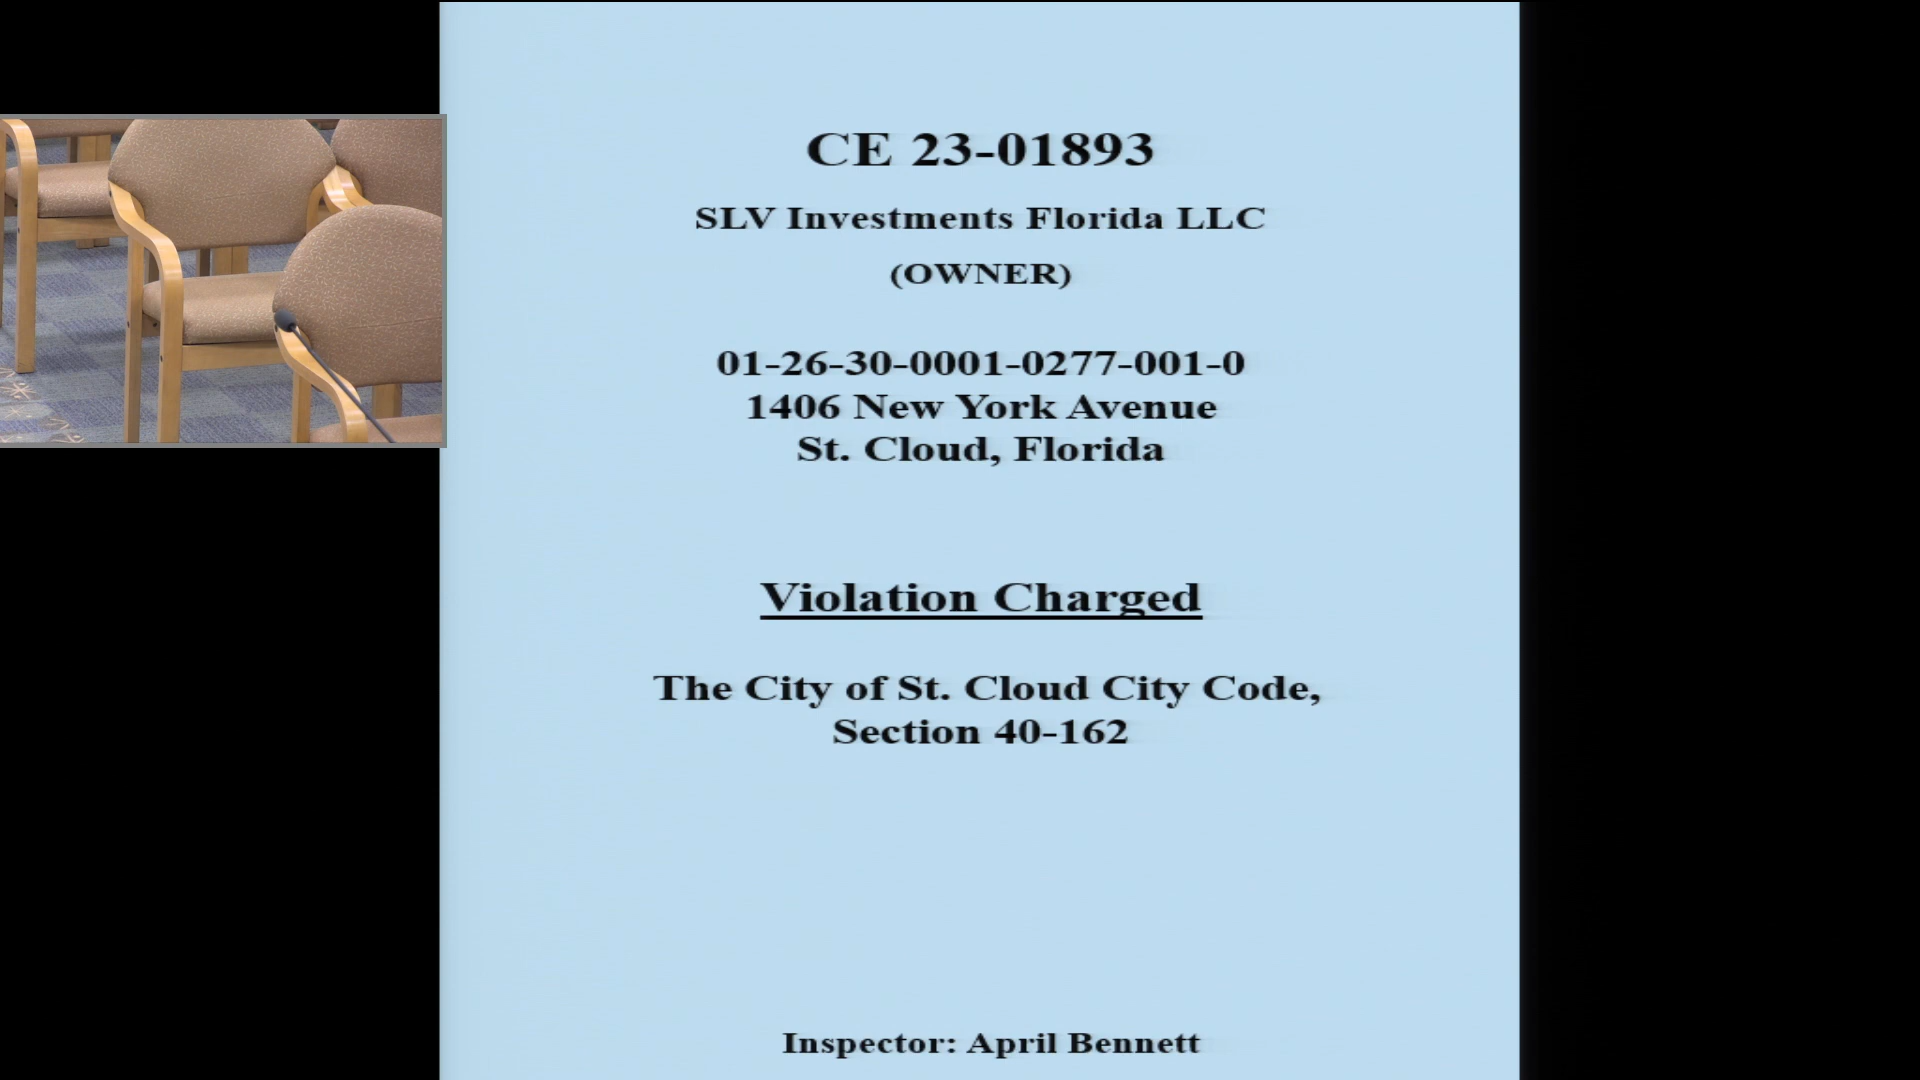 CE 23-01893
SLV Investments Florida LLC
(OWNER)
01-26-30-0001-0277-001-0
1406 New York Avenue
St. Cloud, Florida
Violation Charged
The City of St. Cloud City Code,
Section 40-162
Inspector: April Bennett